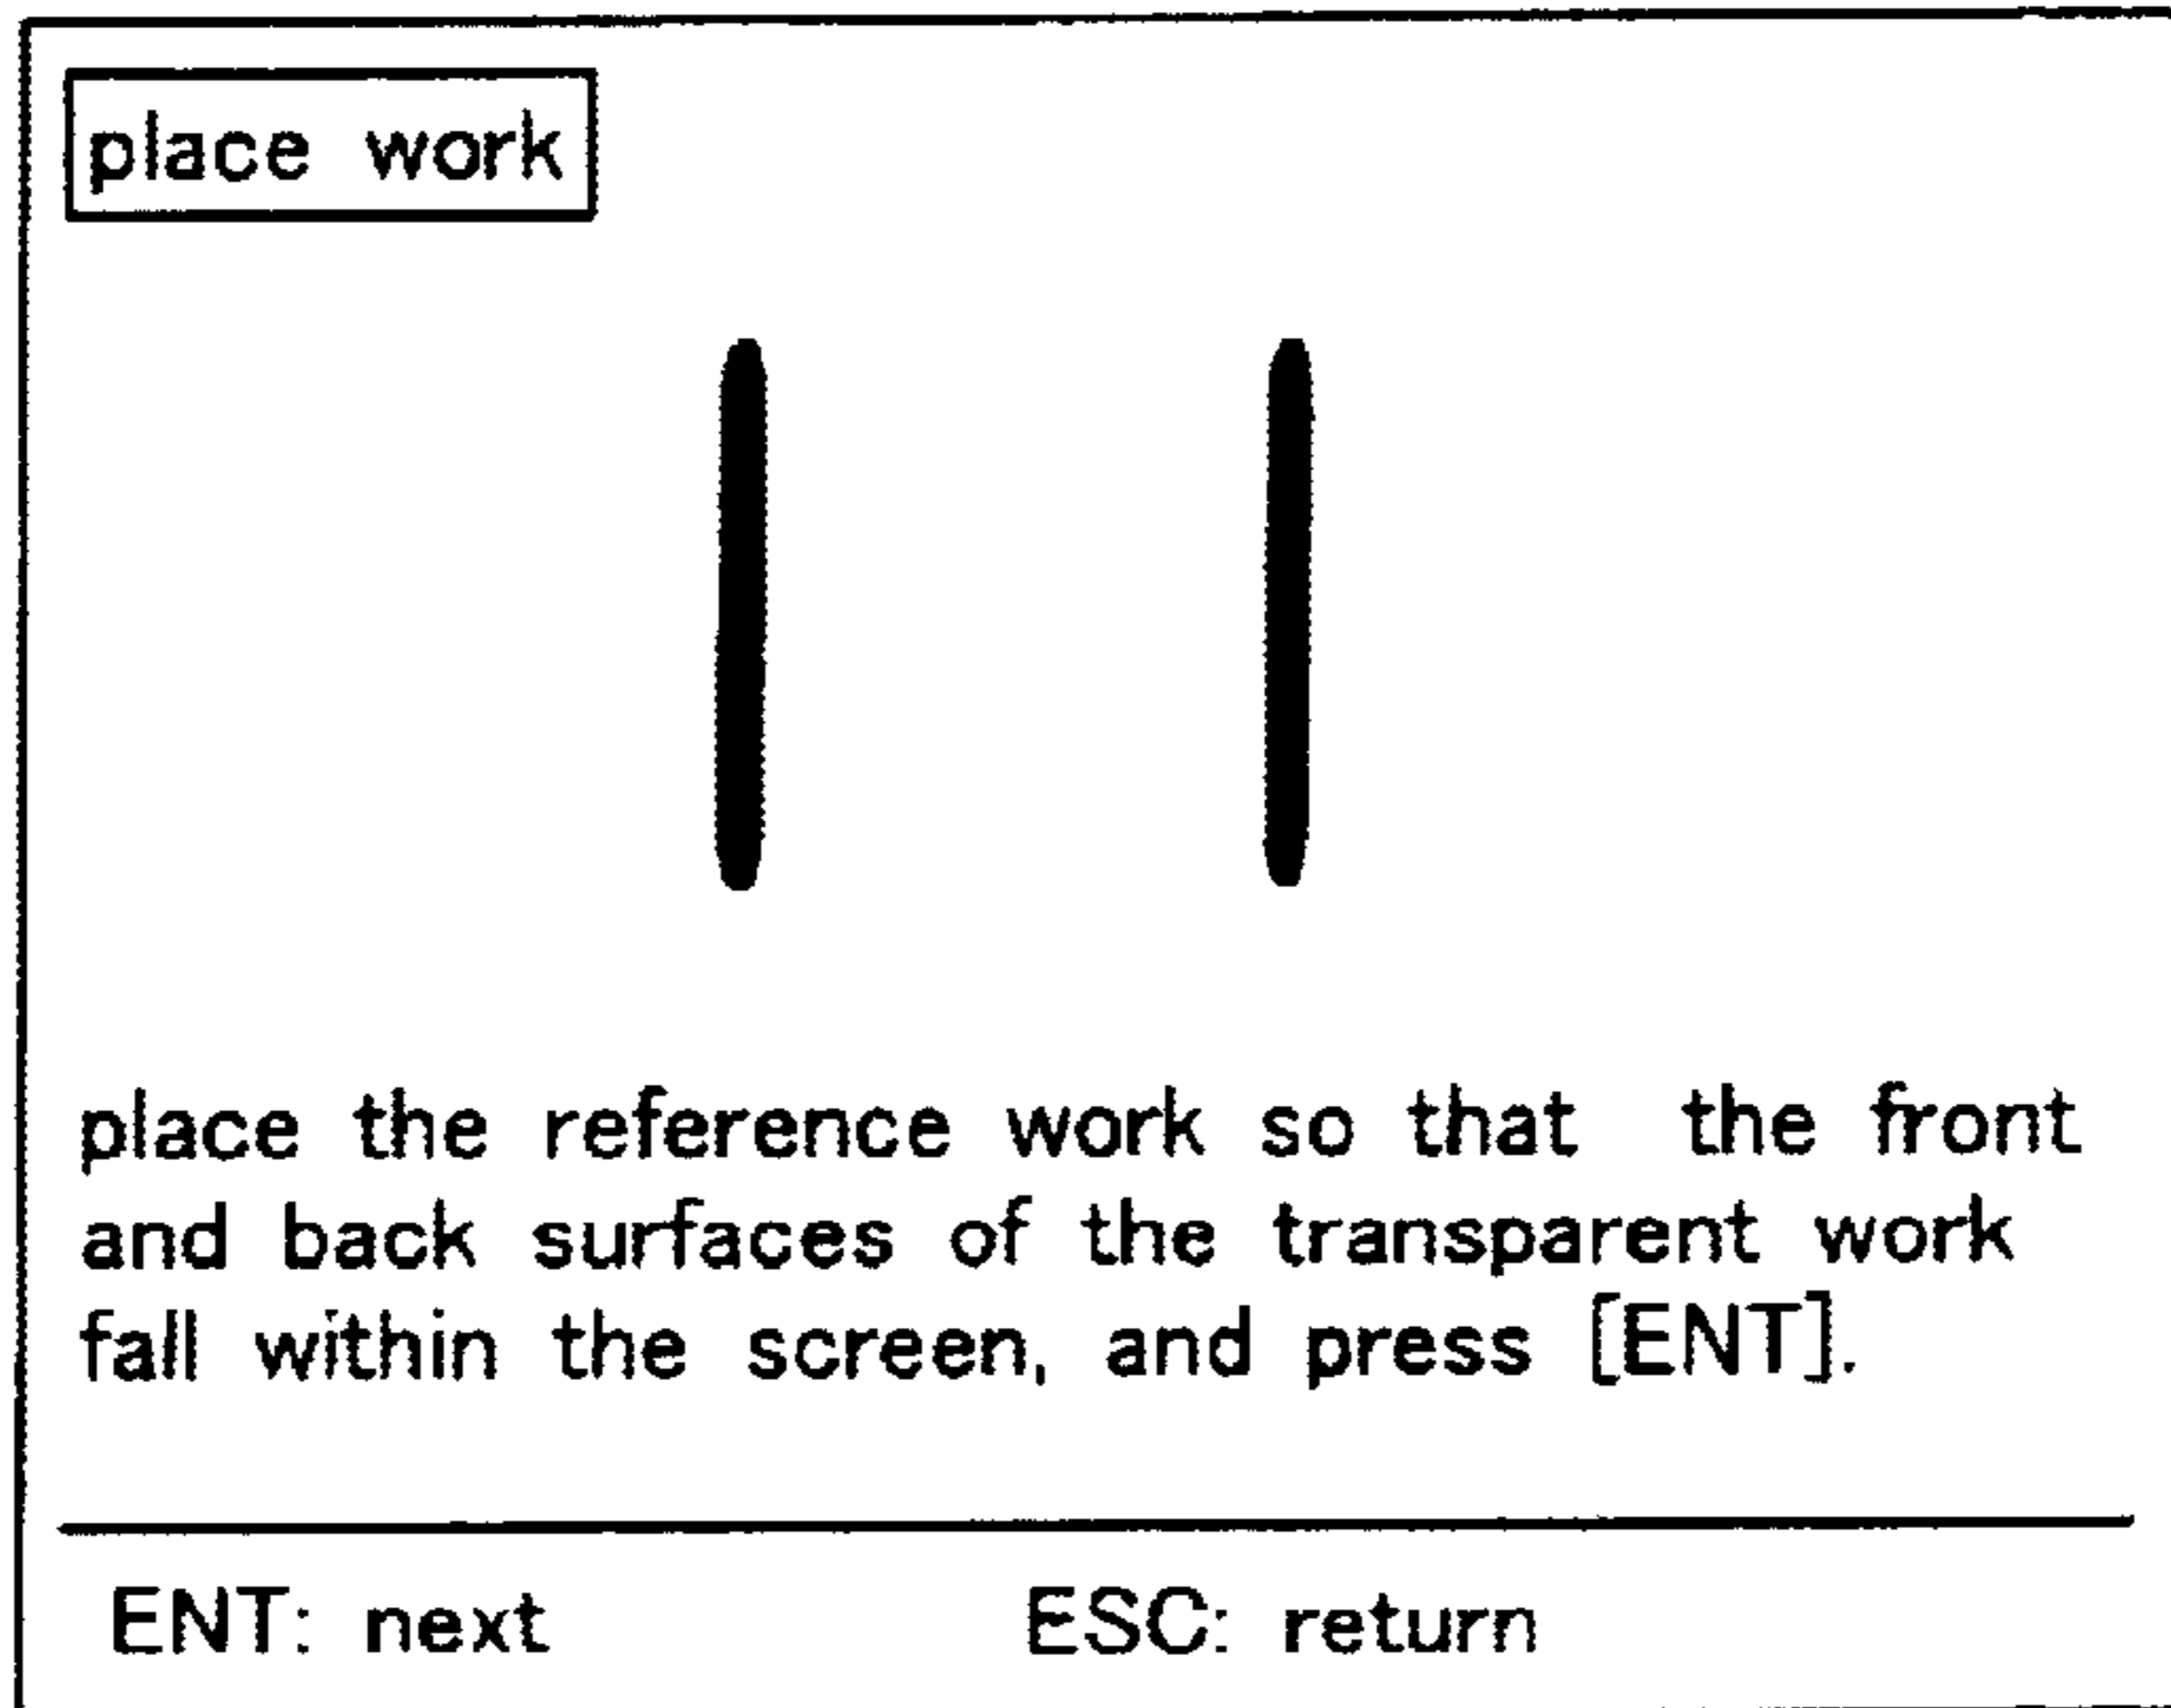 place work
place the reference work so that the front
and back surfaces of the transparent work
fall within the screen, and press [ENT].
ENT: next ESC: return